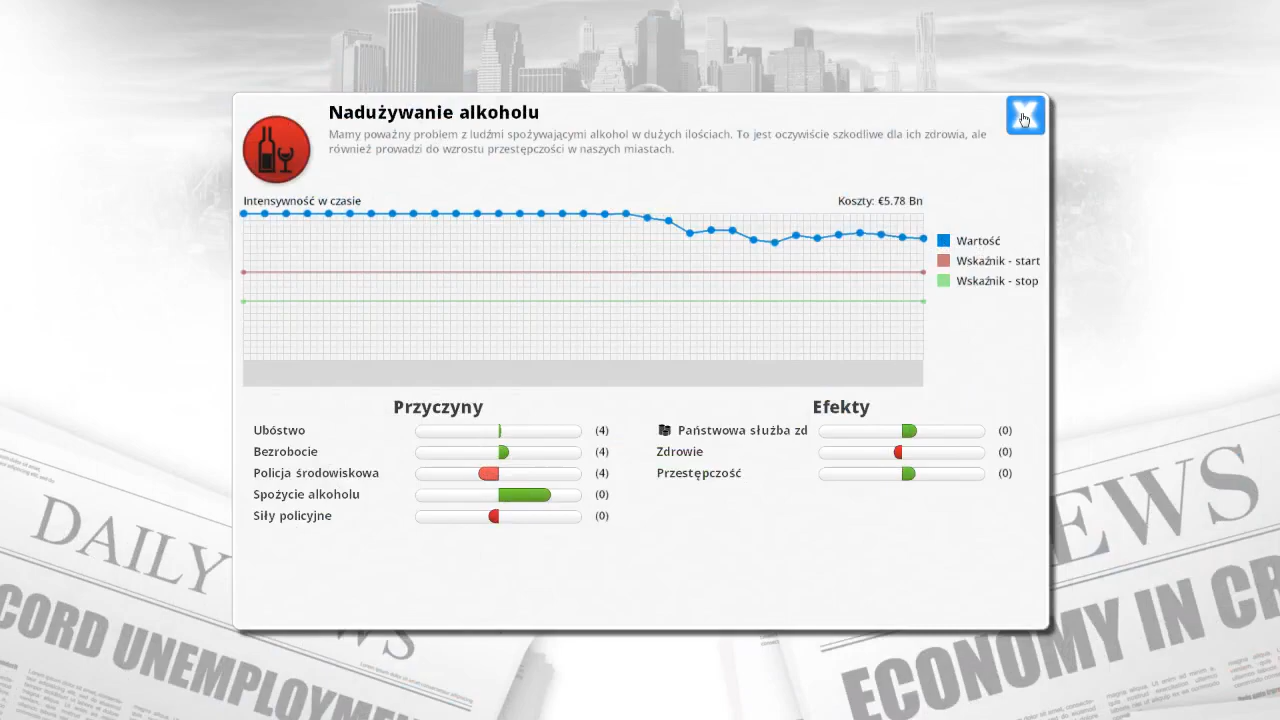 Nadużywanie alkoholu
Mamy poważny problem z ludźmi spożywającymi alkohol w dużych ilościach. To jest oczywiście szkodliwe dla ich zdrowia, ale
również prowadzi do wzrostu przestępczości w naszych miastach.
Intensywność w czasie
Koszty: €5.78 Bn
Wartość
Wskaźnik - start
Wskaźnik - stop
Przyczyny
Ubóstwo (4)
Bezrobocie (4)
Policja środowiskowa (4)
Spożycie alkoholu (0)
Siły policyjne (0)
Efekty
Państwowa służba zd (0)
Zdrowie (0)
Przestępczość (0)
DAILY
NEWS
CORD UNEMPLOYMEN
ECONOMY IN CR